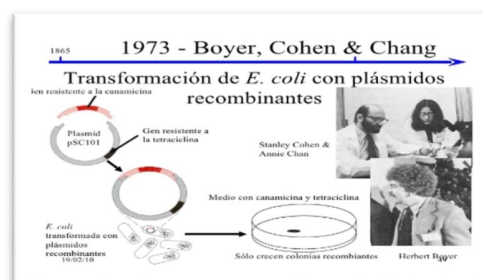 1865
1973 - Boyer, Cohen & Chang
Transformación de E. coli con plásmidos
recombinantes
ien resistente a la canamicina
Plasmid
pSC101
Gen resistente a
la tetraciclina
Stanley Cohen &
Annie Chan
Medio con canamicina y tetraciclina
E. coli
transformada con
plásmidos
recombinantes
19/02/10
Sólo crecen colonias recombiantes
Herbert Boyer